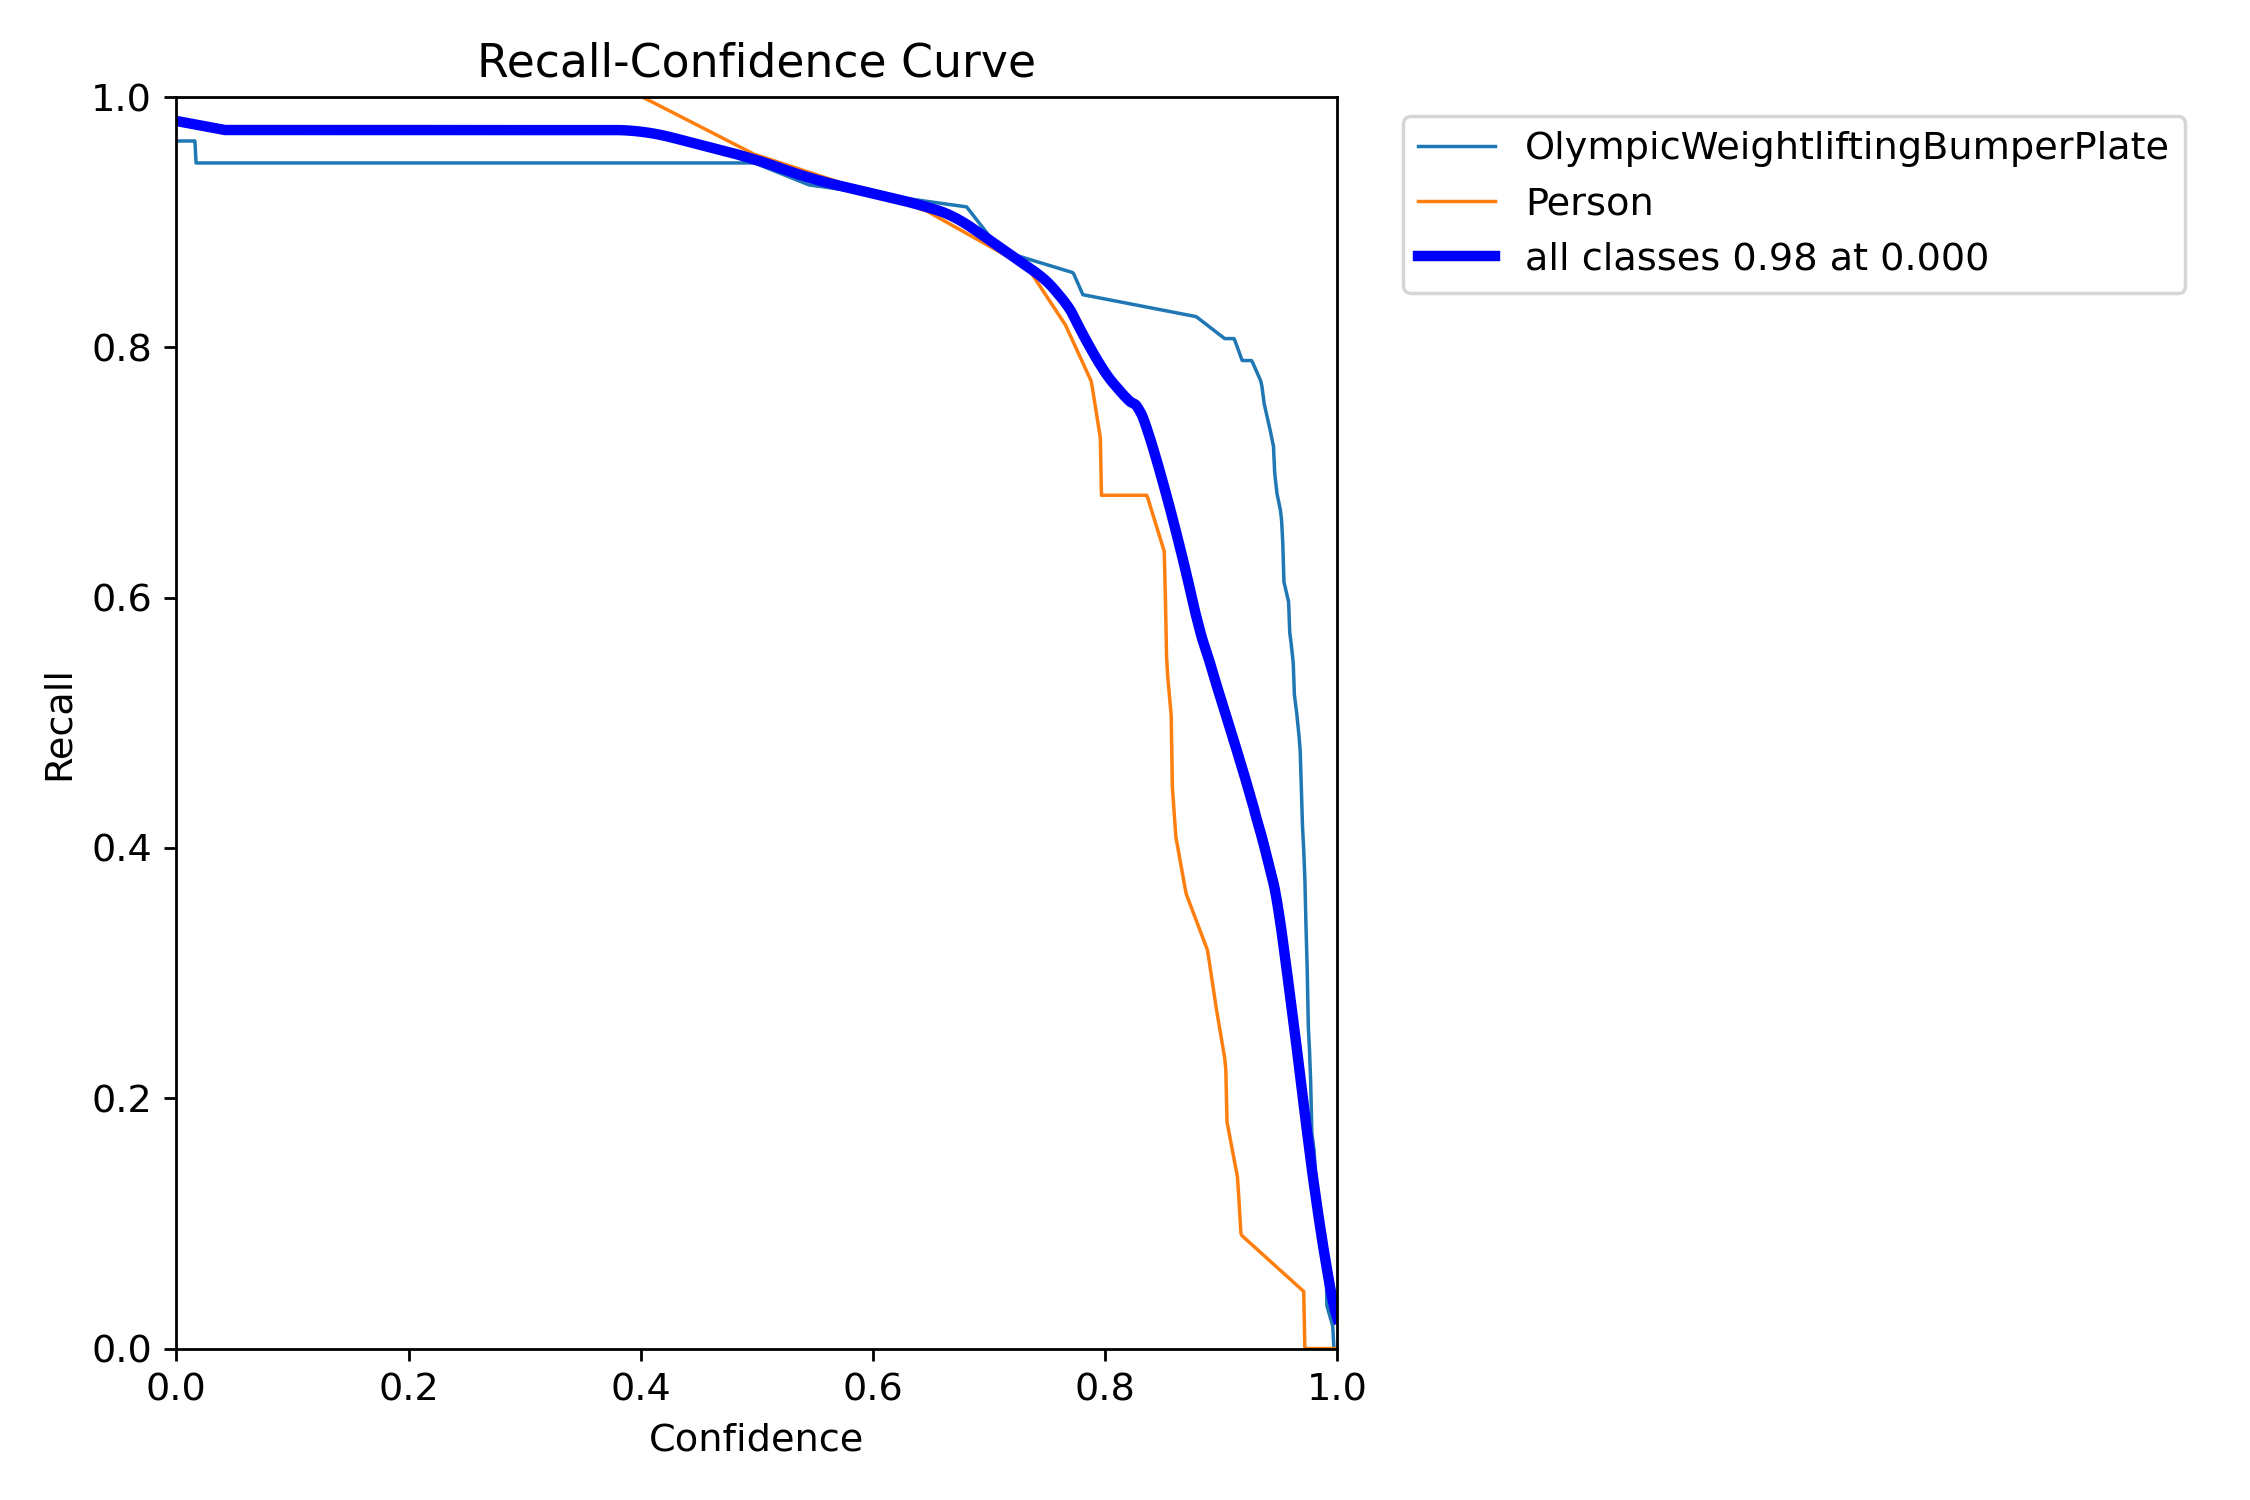 Recall-Confidence Curve
1.0
0.8
0.6
0.4
0.2
0.0
Recall
0.0 0.2 0.4 0.6 0.8 1.0
Confidence
OlympicWeightliftingBumperPlate
Person
all classes 0.98 at 0.000